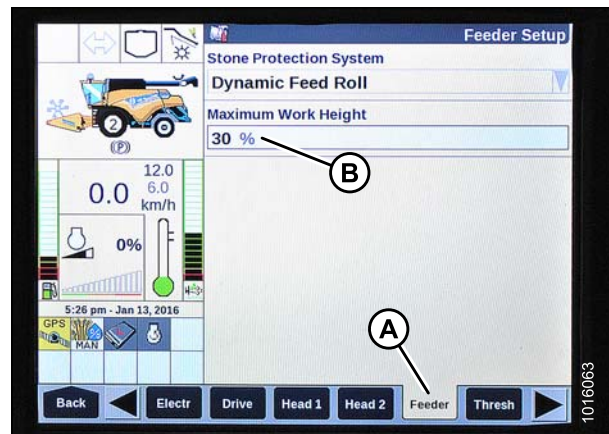 Feeder Setup
Stone Protection System
Dynamic Feed Roll
Maximum Work Height
30 %
B
2
(P)
12.0
0.0 6.0
km/h
0%
5:26 pm - Jan 13, 2016
GPS
MAN
A
Back Electr Drive Head 1 Head 2 Feeder Thresh
1016063